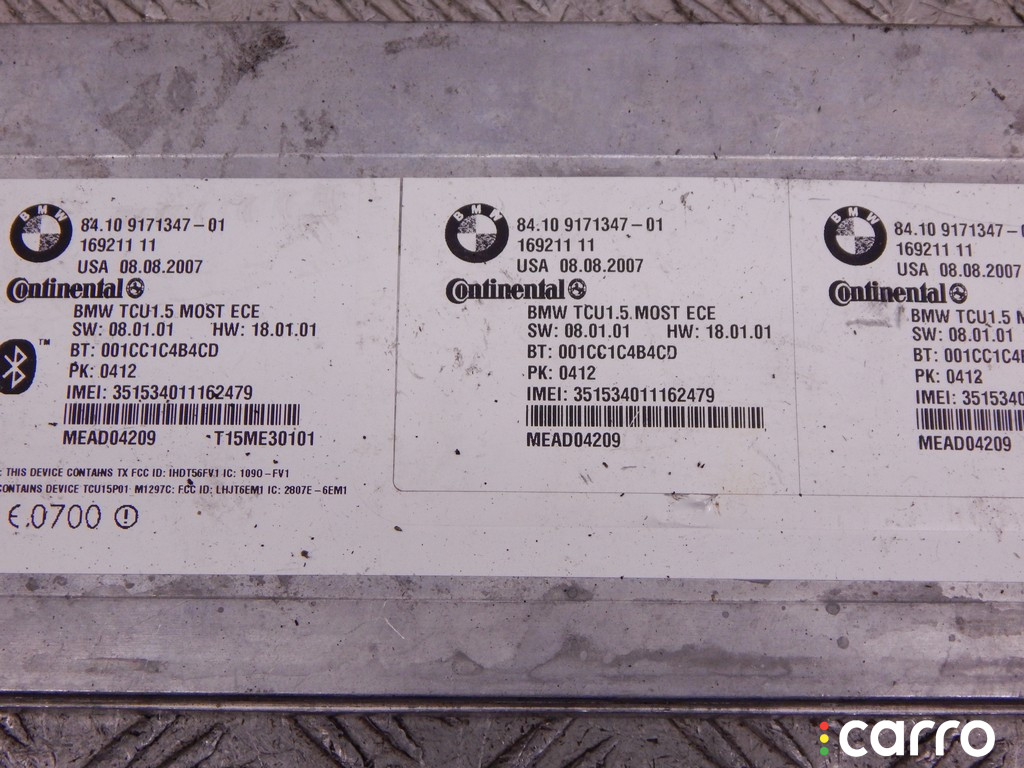 BMW
84.10 9171347-01
169211 11
USA 08.08.2007
Continental
BMW TCU1.5 MOST ECE
SW: 08.01.01 HW: 18.01.01
™
BT: 001CC1C4B4CD
PK: 0412
IMEI: 351534011162479
MEAD04209 T15ME30101
: THIS DEVICE CONTAINS TX FCC ID: IHDT56FV1 IC: 1090-FV1
CONTAINS DEVICE TCU15P01 M1297C: FCC ID: LHJT6EM1 IC: 2807E-6EM1
€.0700
BMW
84.10 9171347-01
169211 11
USA 08.08.2007
Continental
BMW TCU1.5 MOST ECE
SW: 08.01.01 HW: 18.01.01
BT: 001CC1C4B4CD
PK: 0412
IMEI: 351534011162479
MEAD04209
BMW
84.10 9171347-
169211 11
USA 08.08.2007
Continental
BMW TCU1.5
SW: 08.01.01
BT: 001CC1C4
PK: 0412
IMEI: 3515340
MEAD04209
carro